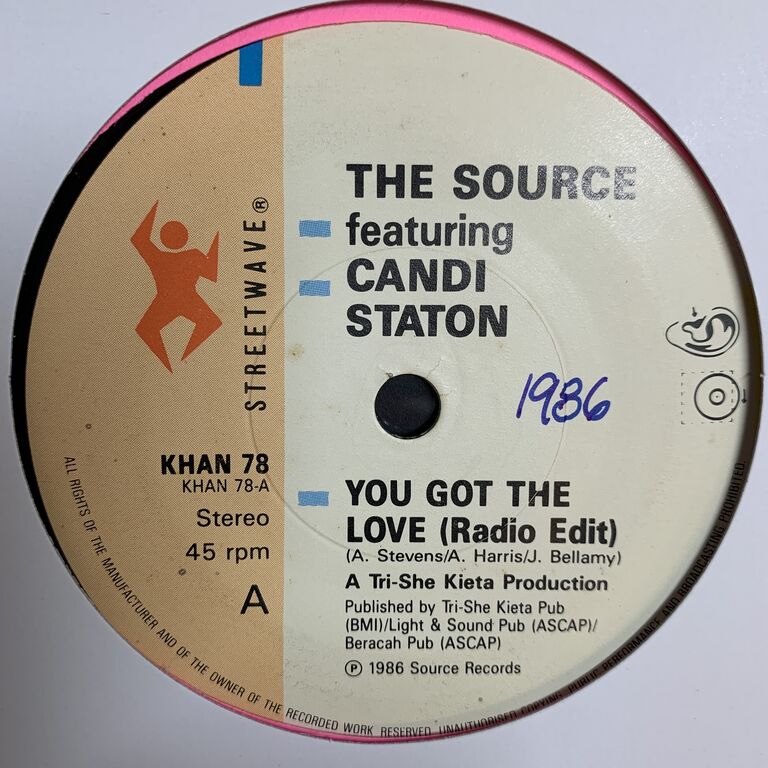 THE SOURCE
featuring
CANDI
STATON
STREETWAVE®
1986
KHAN 78
KHAN 78-A
Stereo
45 rpm
A
YOU GOT THE
LOVE (Radio Edit)
(A. Stevens/A. Harris/J. Bellamy)
A Tri-She Kieta Production
Published by Tri-She Kieta Pub
(BMI)/Light & Sound Pub (ASCAP)/
Beracah Pub (ASCAP)
℗ 1986 Source Records
ALL RIGHTS OF THE MANUFACTURER AND OF THE OWNER OF THE RECORDED WORK RESERVED. UNAUTHORISED COPYING, PUBLIC PERFORMANCE AND BROADCASTING PROHIBITED.